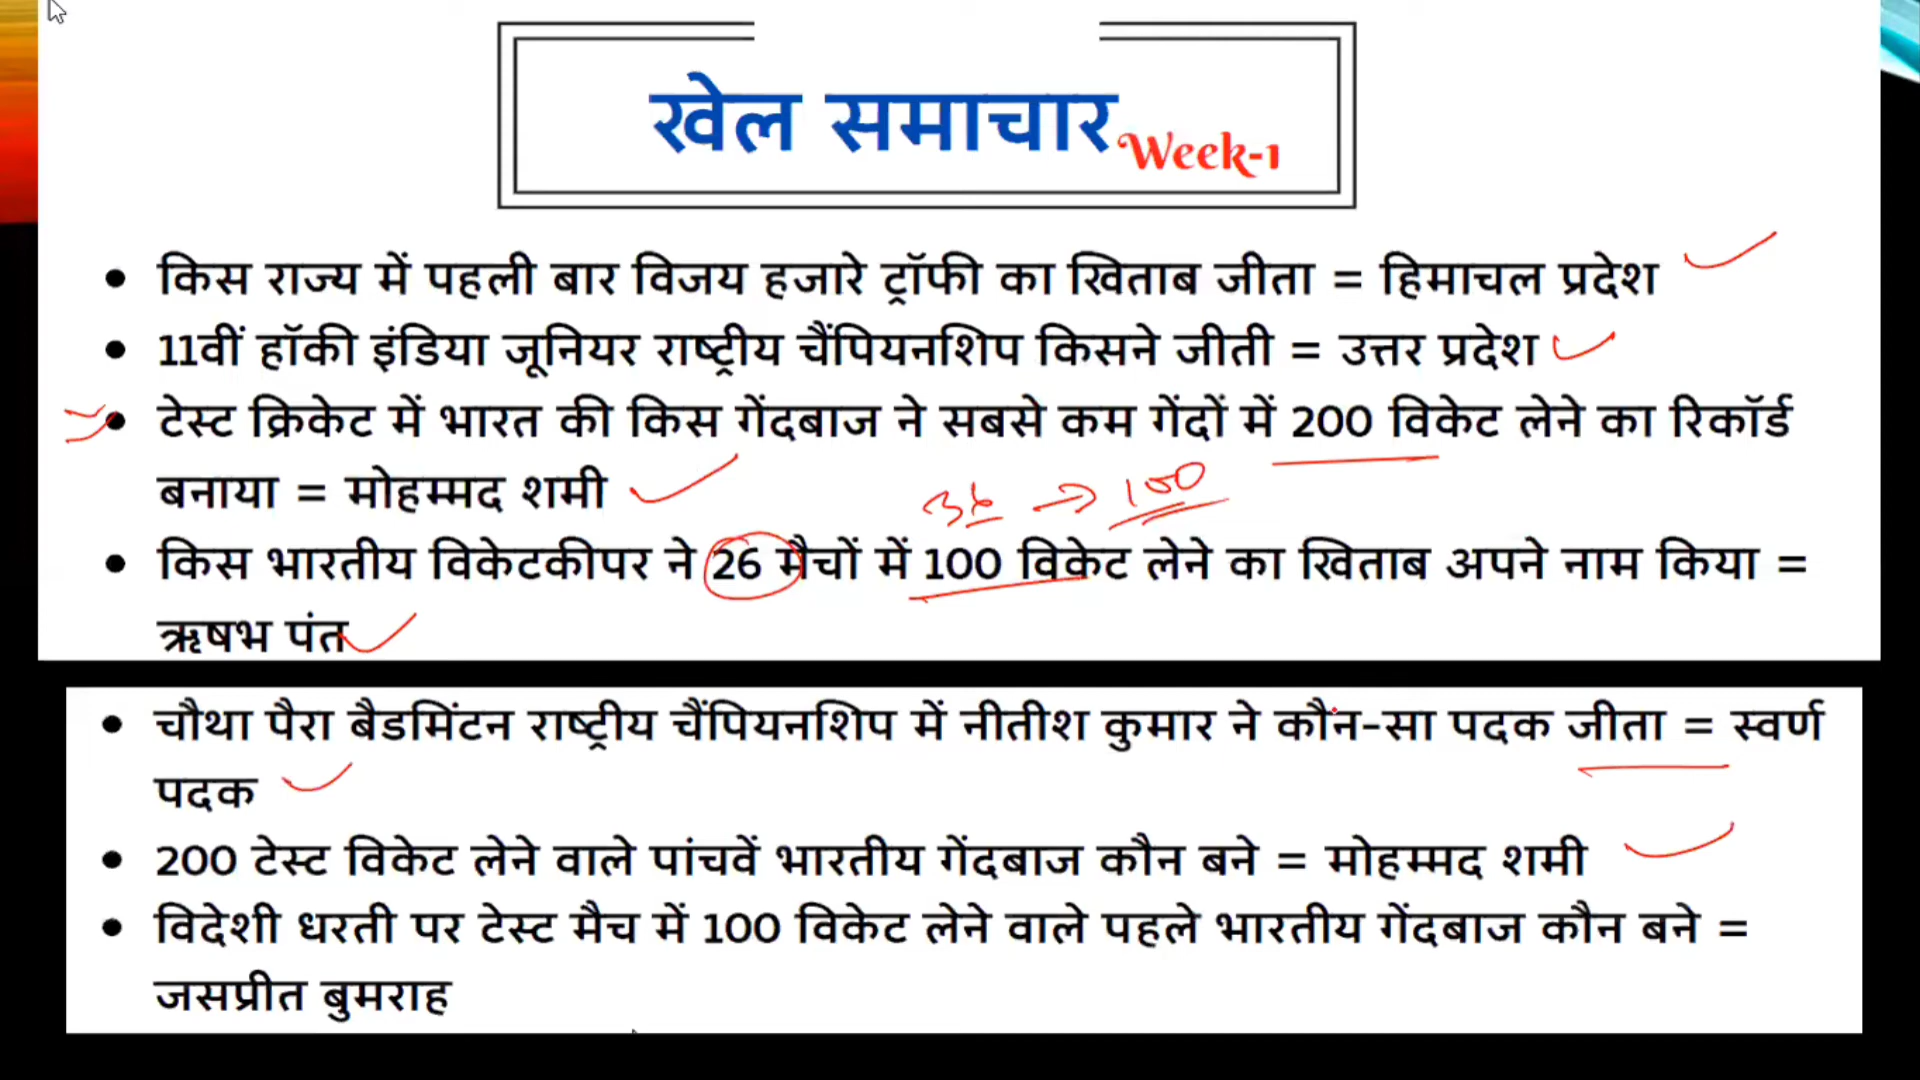 खेल समाचार Week-1
• किस राज्य में पहली बार विजय हजारे ट्रॉफी का खिताब जीता = हिमाचल प्रदेश
• 11वीं हॉकी इंडिया जूनियर राष्ट्रीय चैंपियनशिप किसने जीती = उत्तर प्रदेश
• टेस्ट क्रिकेट में भारत की किस गेंदबाज ने सबसे कम गेंदों में 200 विकेट लेने का रिकॉर्ड
बनाया = मोहम्मद शमी
→ 100
• किस भारतीय विकेटकीपर ने 26 मैचों में 100 विकेट लेने का खिताब अपने नाम किया =
ऋषभ पंत
• चौथा पैरा बैडमिंटन राष्ट्रीय चैंपियनशिप में नीतीश कुमार ने कौन-सा पदक जीता = स्वर्ण
पदक
• 200 टेस्ट विकेट लेने वाले पांचवें भारतीय गेंदबाज कौन बने = मोहम्मद शमी
• विदेशी धरती पर टेस्ट मैच में 100 विकेट लेने वाले पहले भारतीय गेंदबाज कौन बने =
जसप्रीत बुमराह